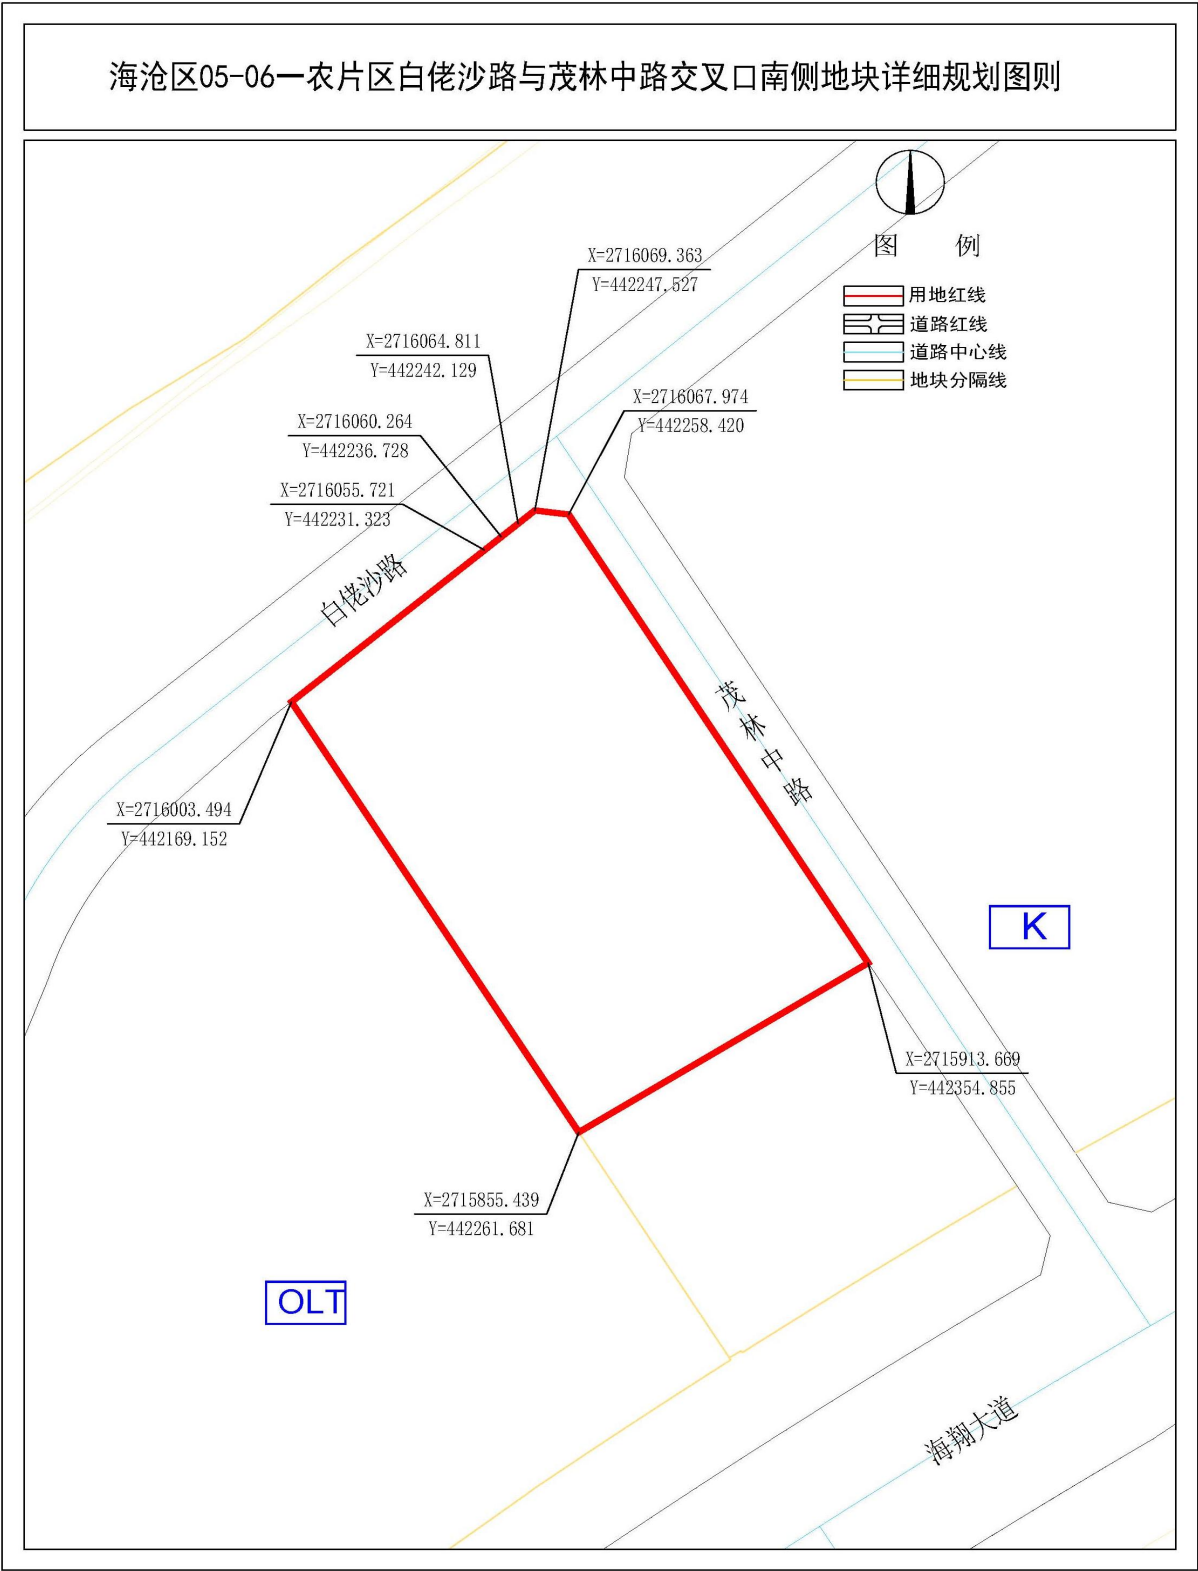 海沧区05-06一农片区白佬沙路与茂林中路交叉口南侧地块详细规划图则
图 例
用地红线
道路红线
道路中心线
地块分隔线
X=2716069.363
Y=442247.527
X=2716064.811
Y=442242.129
X=2716067.974
Y=442258.420
X=2716060.264
Y=442236.728
X=2716055.721
Y=442231.323
白佬沙路
茂林中路
X=2716003.494
Y=442169.152
K
X=2715913.669
Y=442354.855
X=2715855.439
Y=442261.681
OLT
海翔大道